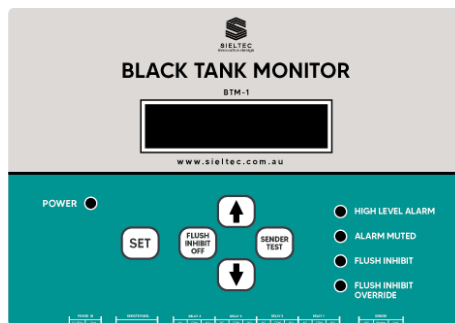 SIELTEC
BLACK TANK MONITOR
BTM-1
www.sieltec.com.au
POWER
SET
FLUSH
INHIBIT
OFF
SENDER
TEST
HIGH LEVEL ALARM
ALARM MUTED
FLUSH INHIBIT
FLUSH INHIBIT
OVERRIDE